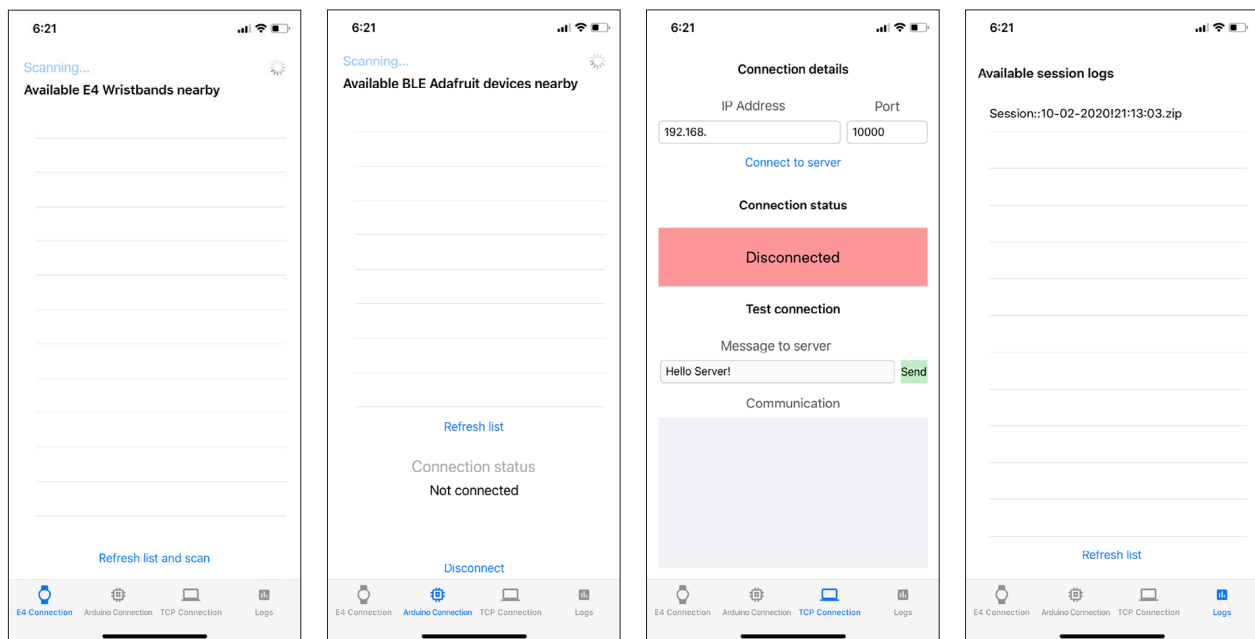 6:21
Scanning...
Available E4 Wristbands nearby
Refresh list and scan
E4 Connection Arduino Connection TCP Connection Logs
6:21
Scanning...
Available BLE Adafruit devices nearby
Refresh list
Connection status
Not connected
Disconnect
E4 Connection Arduino Connection TCP Connection Logs
6:21
Connection details
IP Address Port
192.168. 10000
Connect to server
Connection status
Disconnected
Test connection
Message to server
Hello Server! Send
Communication
E4 Connection Arduino Connection TCP Connection Logs
6:21
Available session logs
Session::10-02-2020!21:13:03.zip
Refresh list
E4 Connection Arduino Connection TCP Connection Logs